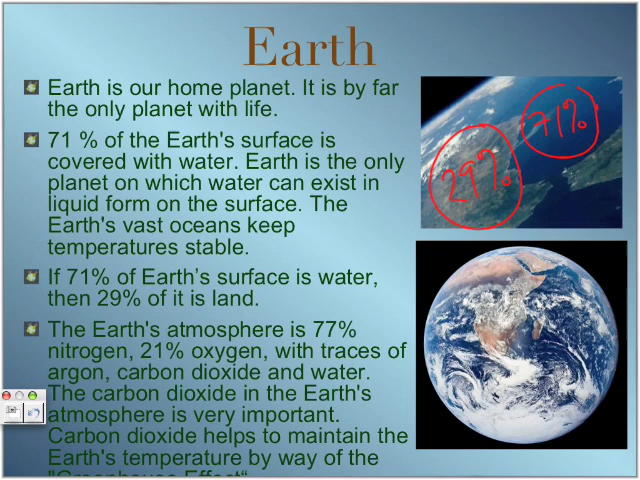 Earth
Earth is our home planet. It is by far
the only planet with life.
71 % of the Earth's surface is
covered with water. Earth is the only
planet on which water can exist in
liquid form on the surface. The
Earth's vast oceans keep
temperatures stable.
If 71% of Earth’s surface is water,
then 29% of it is land.
The Earth's atmosphere is 77%
nitrogen, 21% oxygen, with traces of
argon, carbon dioxide and water.
The carbon dioxide in the Earth's
atmosphere is very important.
Carbon dioxide helps to maintain the
Earth's temperature by way of the
"Greenhouse Effect“
71%
29%